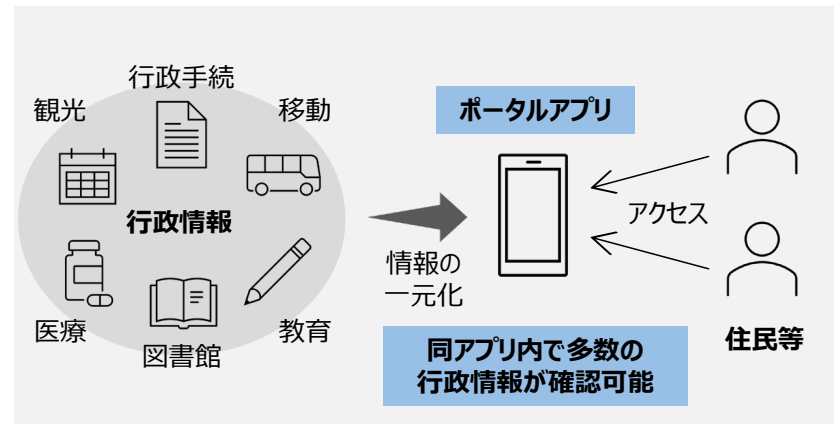 行政手続
観光
移動
行政情報
医療
図書館
教育
情報の
一元化
ポータルアプリ
アクセス
同アプリ内で多数の
行政情報が確認可能
住民等